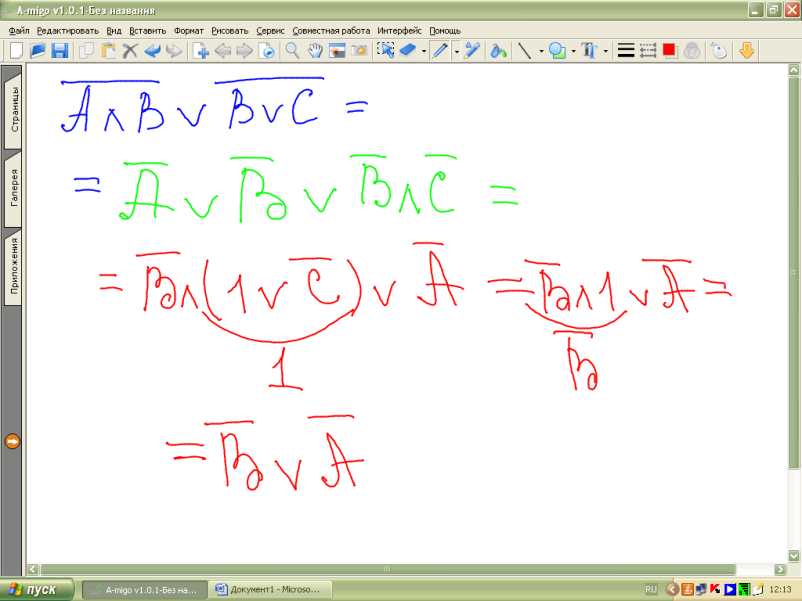 A-migo v1.0.1-Без названия
Файл Редактировать Вид Вставить Формат Рисовать Сервис Совместная работа Интерфейс Помощь
Страницы
Галерея
Приложения
A̅ ̅∧̅ ̅B̅ ∨ B̅ ̅∨̅ ̅C̅ =
= A̅ ∨ B̅ ∨ B̅ ∧ C̅ =
= B̅ ∧ (1 ∨ C̅) ∨ A̅ = B̅ ∧ 1 ∨ A̅ =
1
B̅
= B̅ ∨ A̅
пуск A-migo v1.0.1-Без на... Документ1 - Microso... RU 12:13